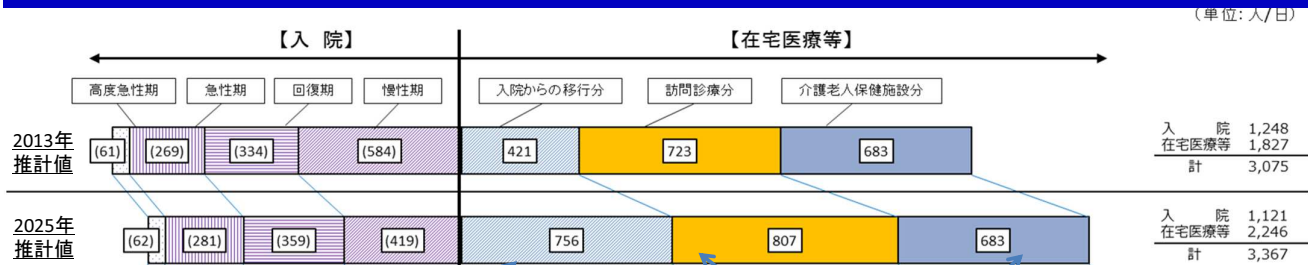 （単位: 人/日）
【入 院】 【在宅医療等】
高度急性期 急性期 回復期 慢性期 入院からの移行分 訪問診療分 介護老人保健施設分
2013年
推計値
(61) (269) (334) (584) 421 723 683
入 院 1,248
在宅医療等 1,827
計 3,075
2025年
推計値
(62) (281) (359) (419) 756 807 683
入 院 1,121
在宅医療等 2,246
計 3,367